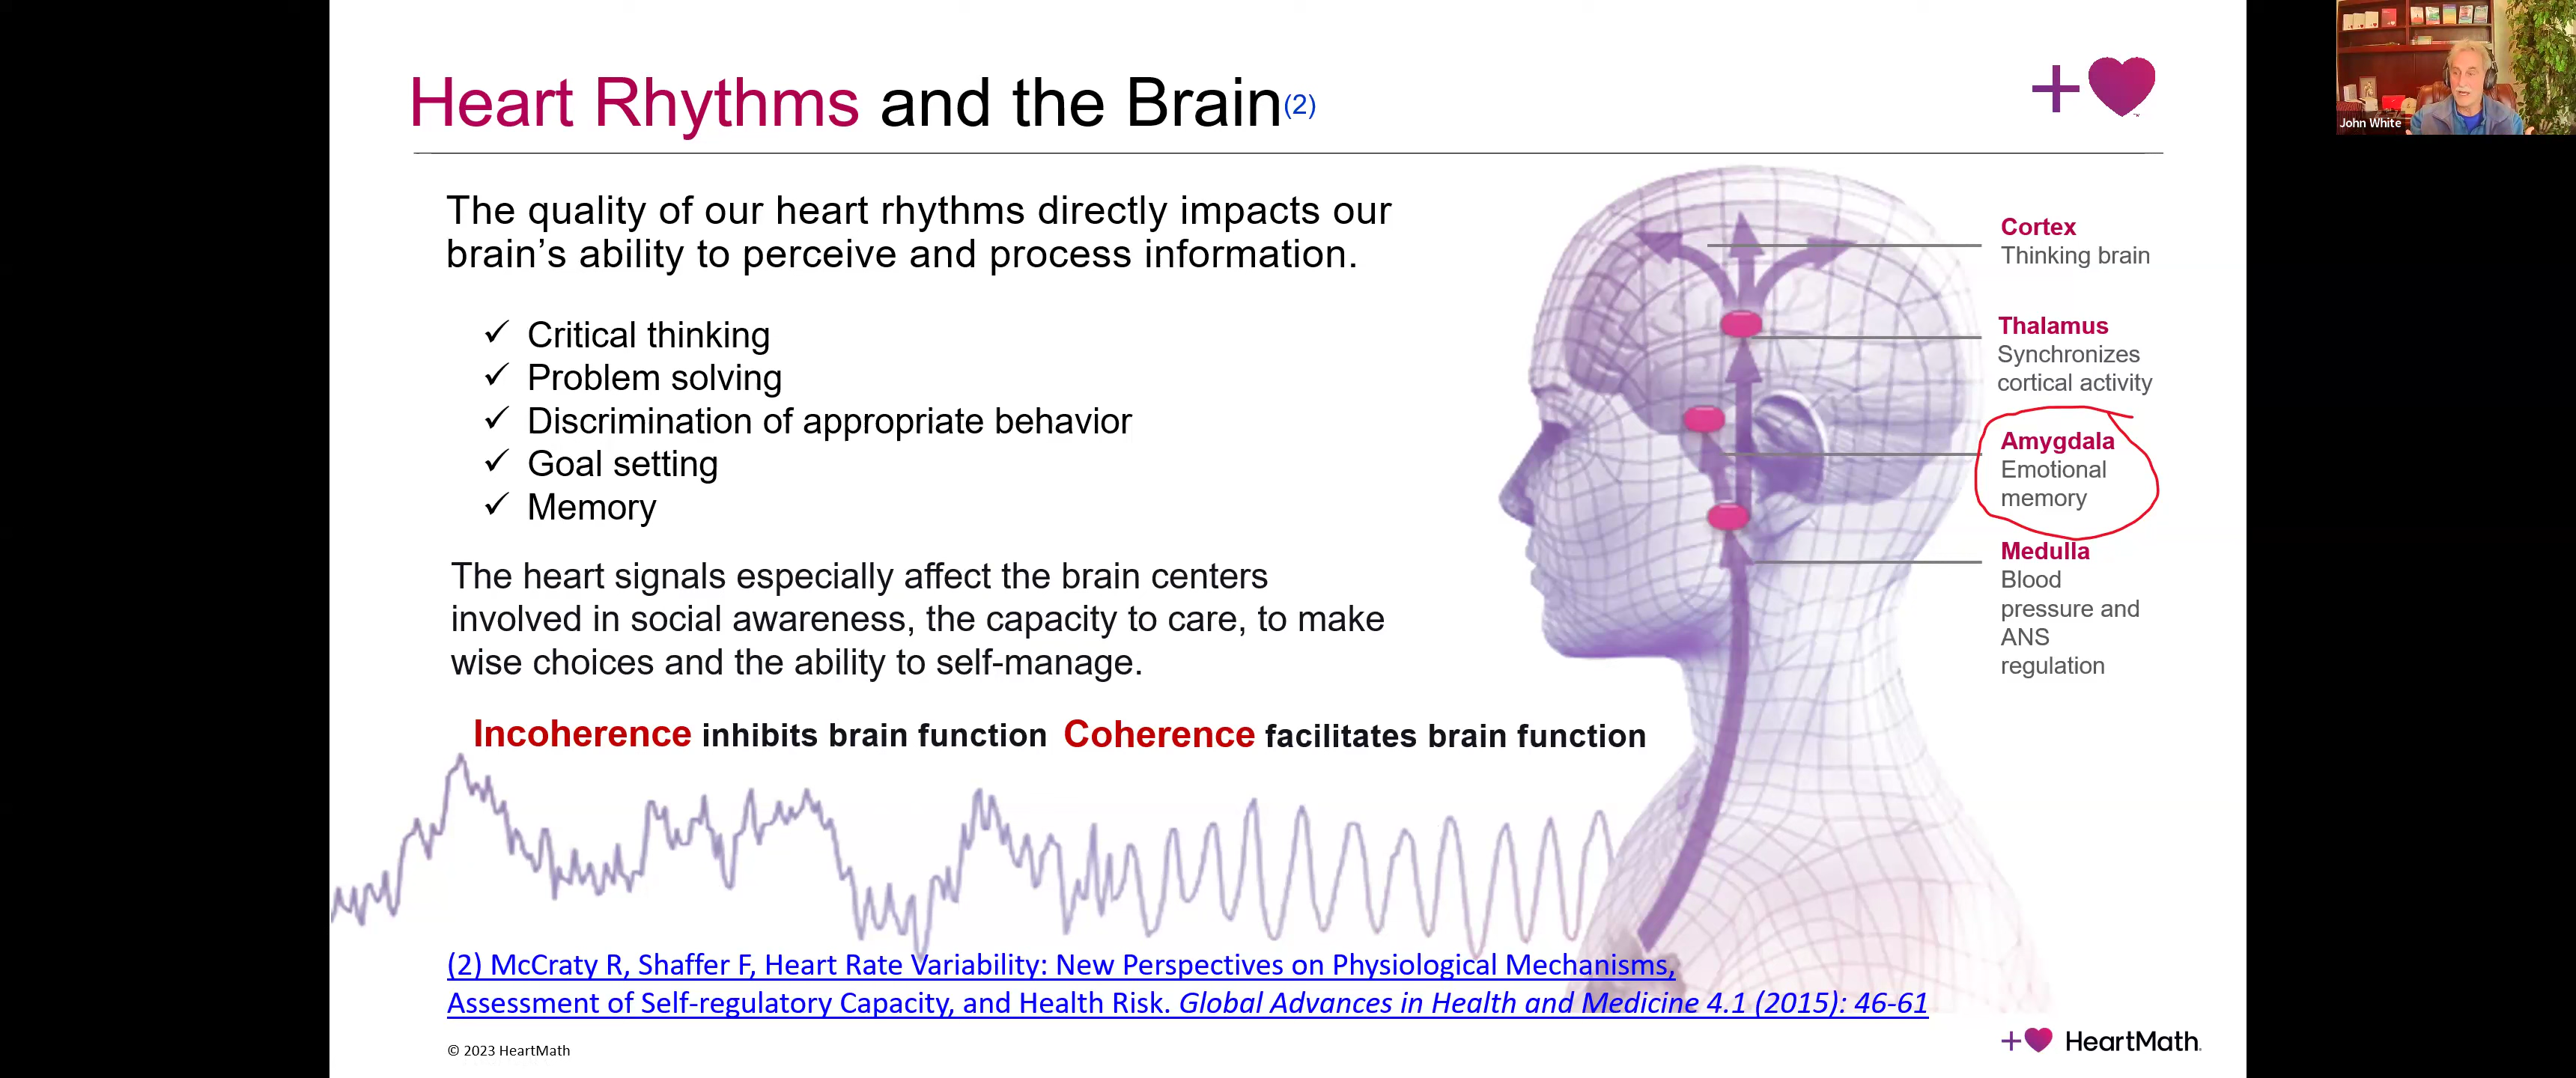 Heart Rhythms and the Brain(2)
John White
The quality of our heart rhythms directly impacts our
brain’s ability to perceive and process information.
✓ Critical thinking
✓ Problem solving
✓ Discrimination of appropriate behavior
✓ Goal setting
✓ Memory
The heart signals especially affect the brain centers
involved in social awareness, the capacity to care, to make
wise choices and the ability to self-manage.
Incoherence inhibits brain function Coherence facilitates brain function
Cortex
Thinking brain
Thalamus
Synchronizes
cortical activity
Amygdala
Emotional
memory
Medulla
Blood
pressure and
ANS
regulation
(2) McCraty R, Shaffer F, Heart Rate Variability: New Perspectives on Physiological Mechanisms,
Assessment of Self-regulatory Capacity, and Health Risk. Global Advances in Health and Medicine 4.1 (2015): 46-61
© 2023 HeartMath
HeartMath.